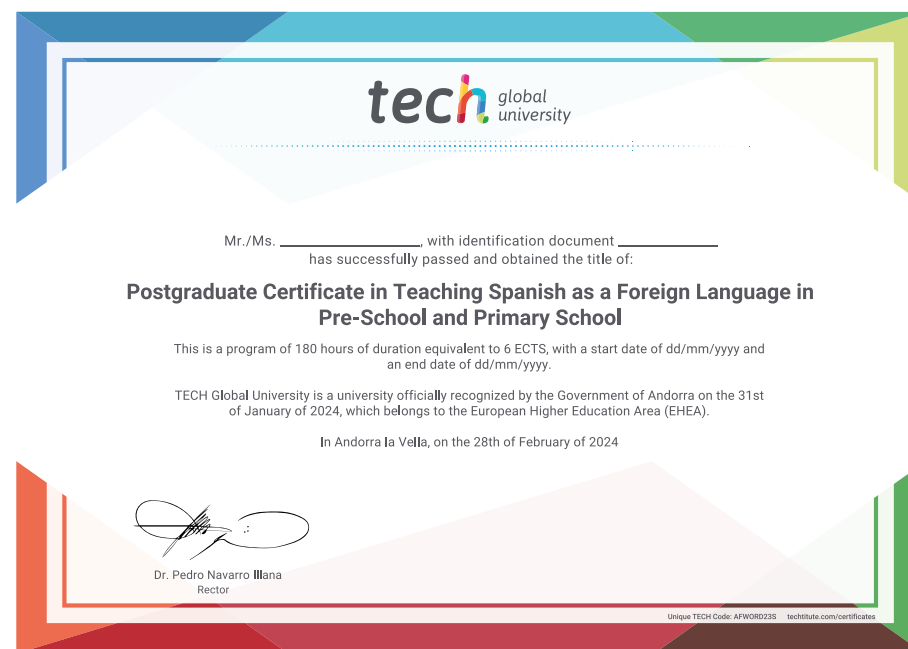 tech global university
Mr./Ms. ___, with identification document ___
has successfully passed and obtained the title of:
Postgraduate Certificate in Teaching Spanish as a Foreign Language in
Pre-School and Primary School
This is a program of 180 hours of duration equivalent to 6 ECTS, with a start date of dd/mm/yyyy and
an end date of dd/mm/yyyy.
TECH Global University is a university officially recognized by the Government of Andorra on the 31st
of January of 2024, which belongs to the European Higher Education Area (EHEA).
In Andorra la Vella, on the 28th of February of 2024
Dr. Pedro Navarro Illana
Rector
Unique TECH Code: AFWORD23S techtitute.com/certificates